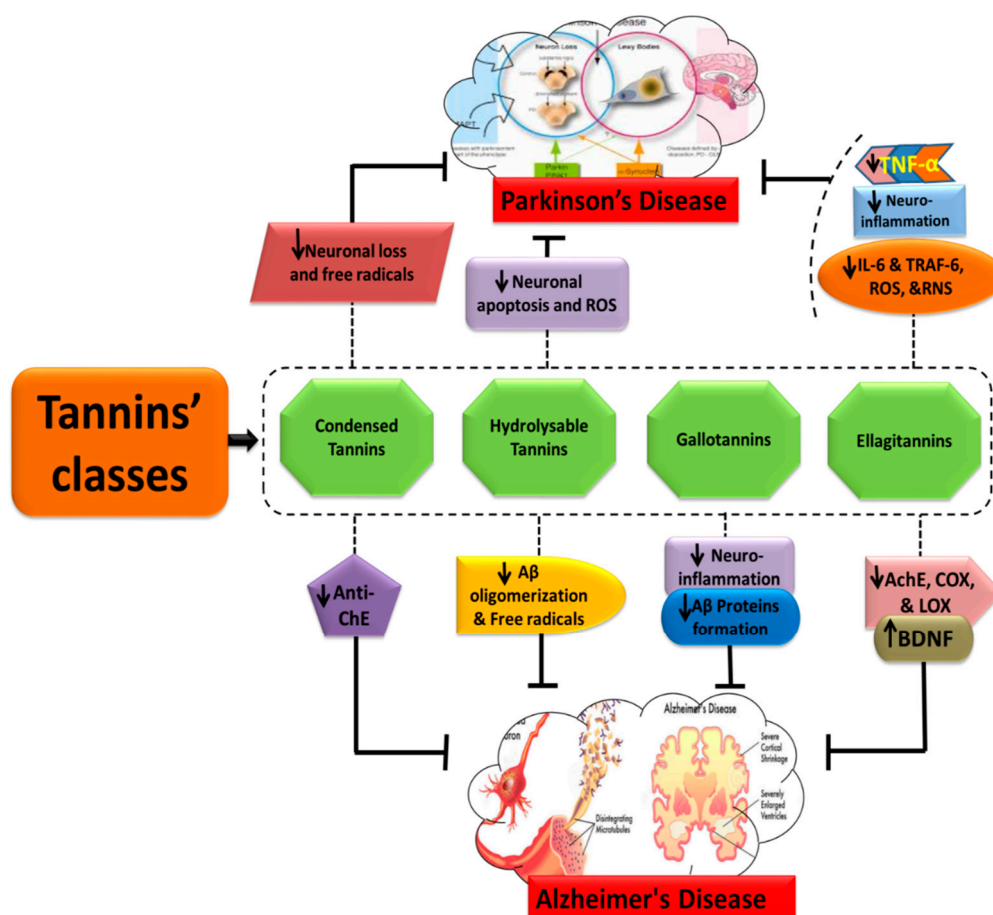 Neuron Loss
Lewy Bodies
Parkinson's Disease
↓TNF-α
↓ Neuro-
inflammation
↓IL-6 & TRAF-6,
ROS, &RNS
↓Neuronal loss
and free radicals
↓ Neuronal
apoptosis and ROS
Tannins'
classes
Condensed
Tannins
Hydrolysable
Tannins
Gallotannins
Ellagitannins
↓Anti-
ChE
↓ Aβ
oligomerization
& Free radicals
↓ Neuro-
inflammation
↓Aβ Proteins
formation
↓AchE, COX,
& LOX
↑BDNF
Alzheimer's Disease
Severe
Cortical
Shrinkage
Severely
Enlarged
Ventricles
Disintegrating
Microtubules
Alzheimer's Disease